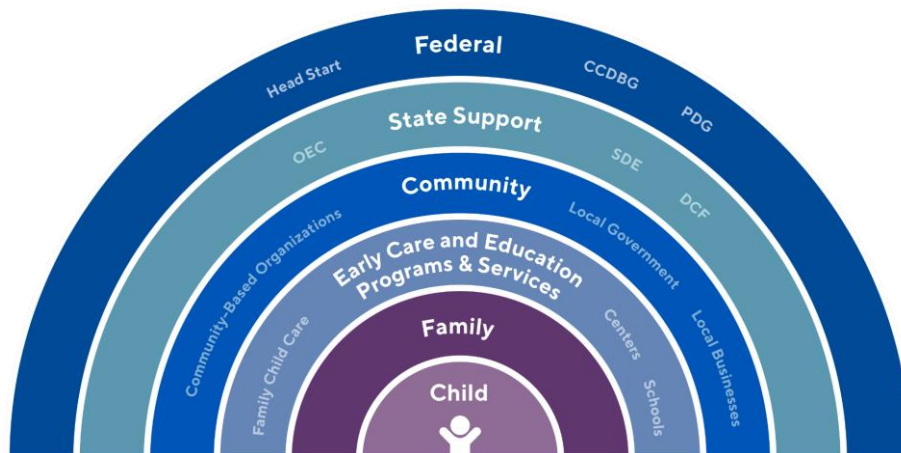 Federal
Head Start
CCDBG
PDG
State Support
OEC
SDE
DCF
Community
Community-Based Organizations
Local Government
Local Businesses
Early Care and Education
Programs & Services
Family Child Care
Centers
Schools
Family
Child